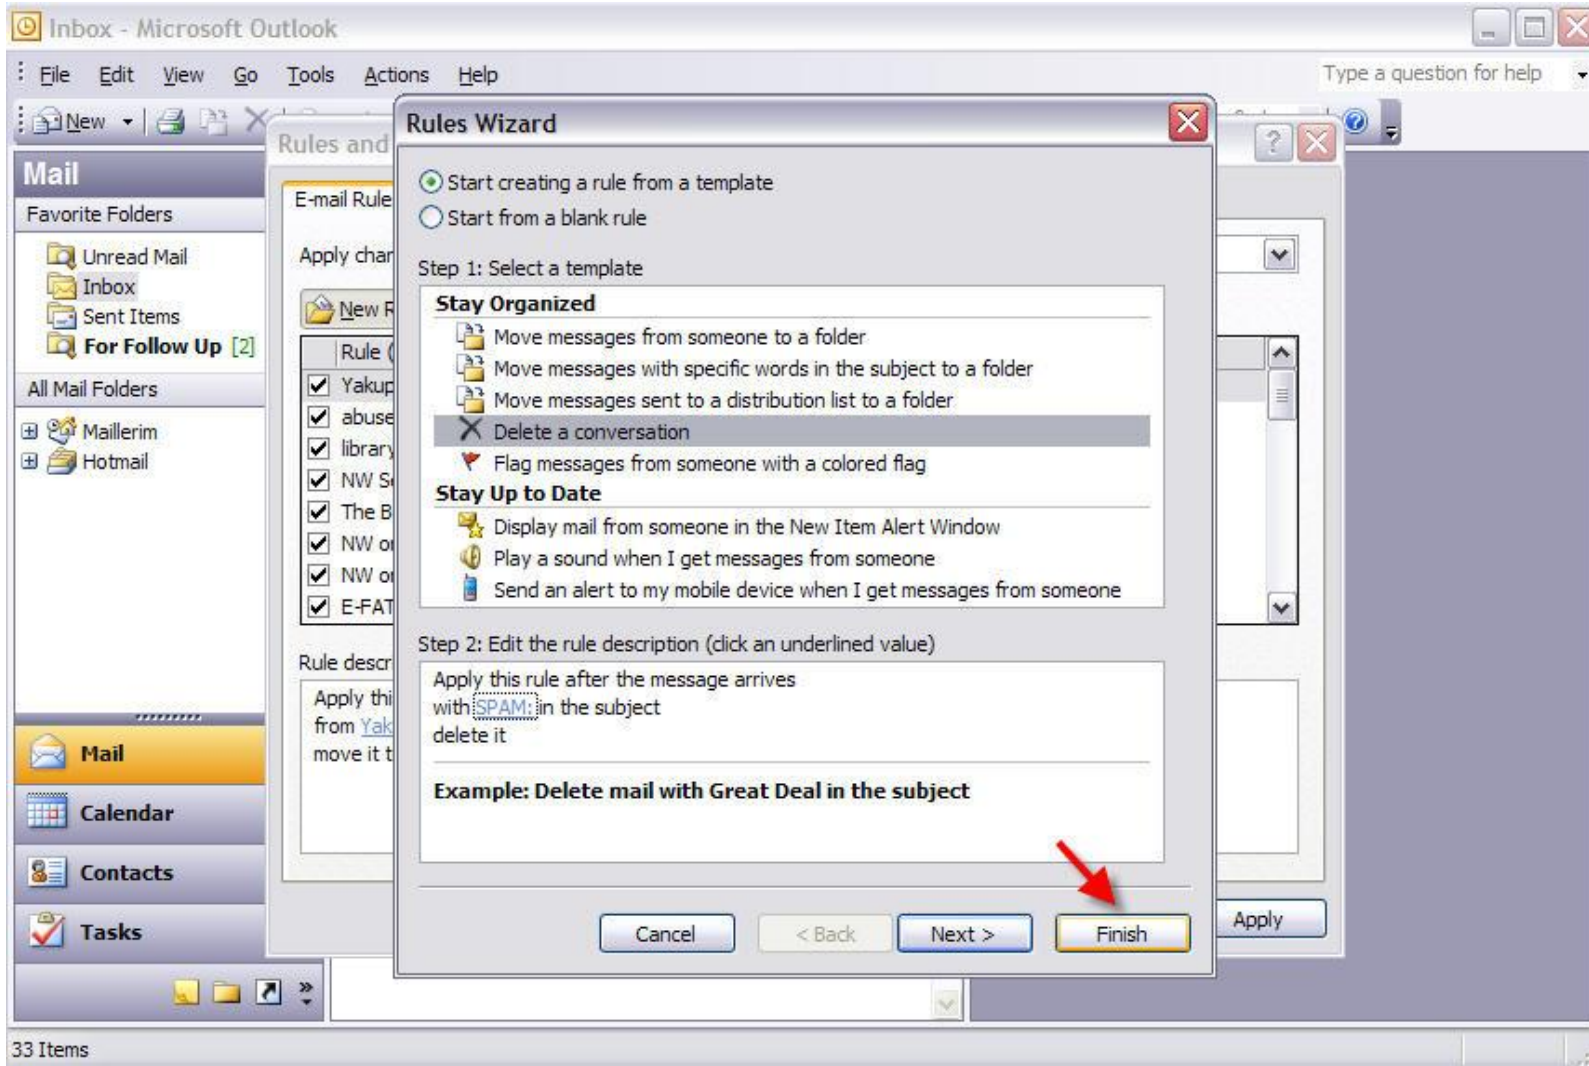 Inbox - Microsoft Outlook
File Edit View Go Tools Actions Help
Type a question for help
New
Mail
Favorite Folders
Unread Mail
Inbox
Sent Items
For Follow Up [2]
All Mail Folders
Maillerim
Hotmail
Mail
Calendar
Contacts
Tasks
33 Items
Rules and
E-mail Rule
Apply char
New R
Rule (
Yakup
abuse
library
NW Se
The B
NW or
NW or
E-FAT
Rule descr
Apply thi
from Yak
move it t
Apply
Rules Wizard
Start creating a rule from a template
Start from a blank rule
Step 1: Select a template
Stay Organized
Move messages from someone to a folder
Move messages with specific words in the subject to a folder
Move messages sent to a distribution list to a folder
Delete a conversation
Flag messages from someone with a colored flag
Stay Up to Date
Display mail from someone in the New Item Alert Window
Play a sound when I get messages from someone
Send an alert to my mobile device when I get messages from someone
Step 2: Edit the rule description (click an underlined value)
Apply this rule after the message arrives
with SPAM: in the subject
delete it
Example: Delete mail with Great Deal in the subject
Cancel < Back Next > Finish